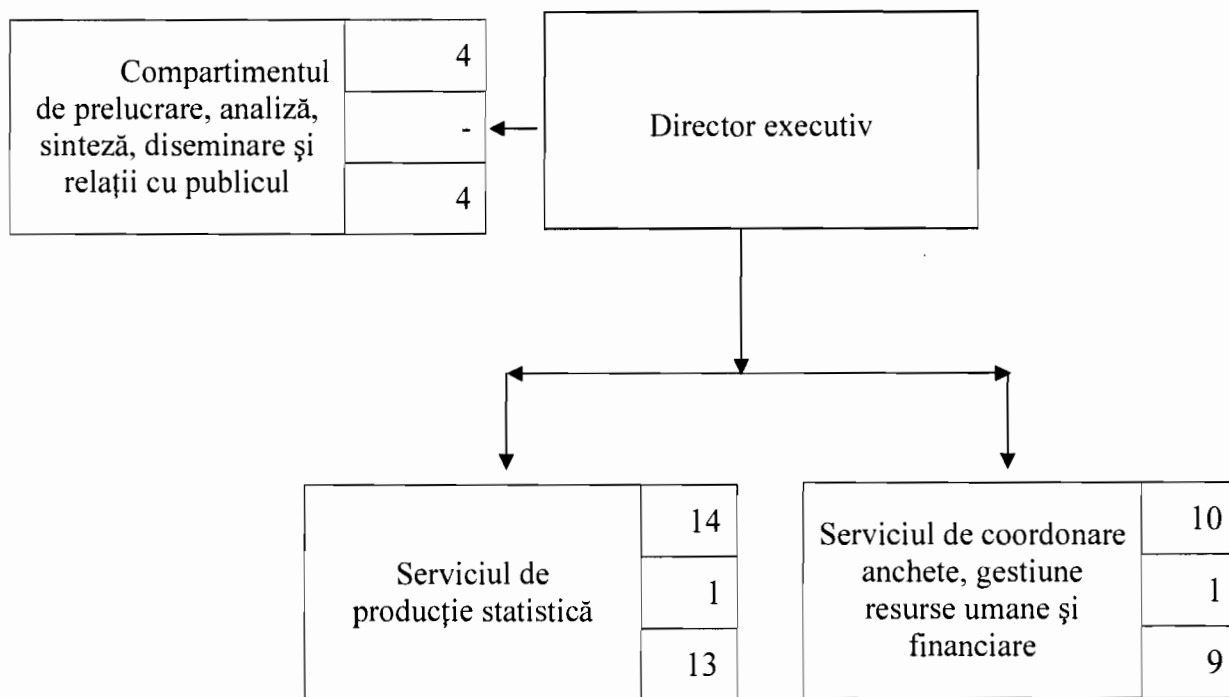 Compartimentul
de prelucrare, analiză,
sinteză, diseminare şi
relaţii cu publicul
4
-
4
Director executiv
Serviciul de
producţie statistică
14
1
13
Serviciul de coordonare
anchete, gestiune
resurse umane şi
financiare
10
1
9